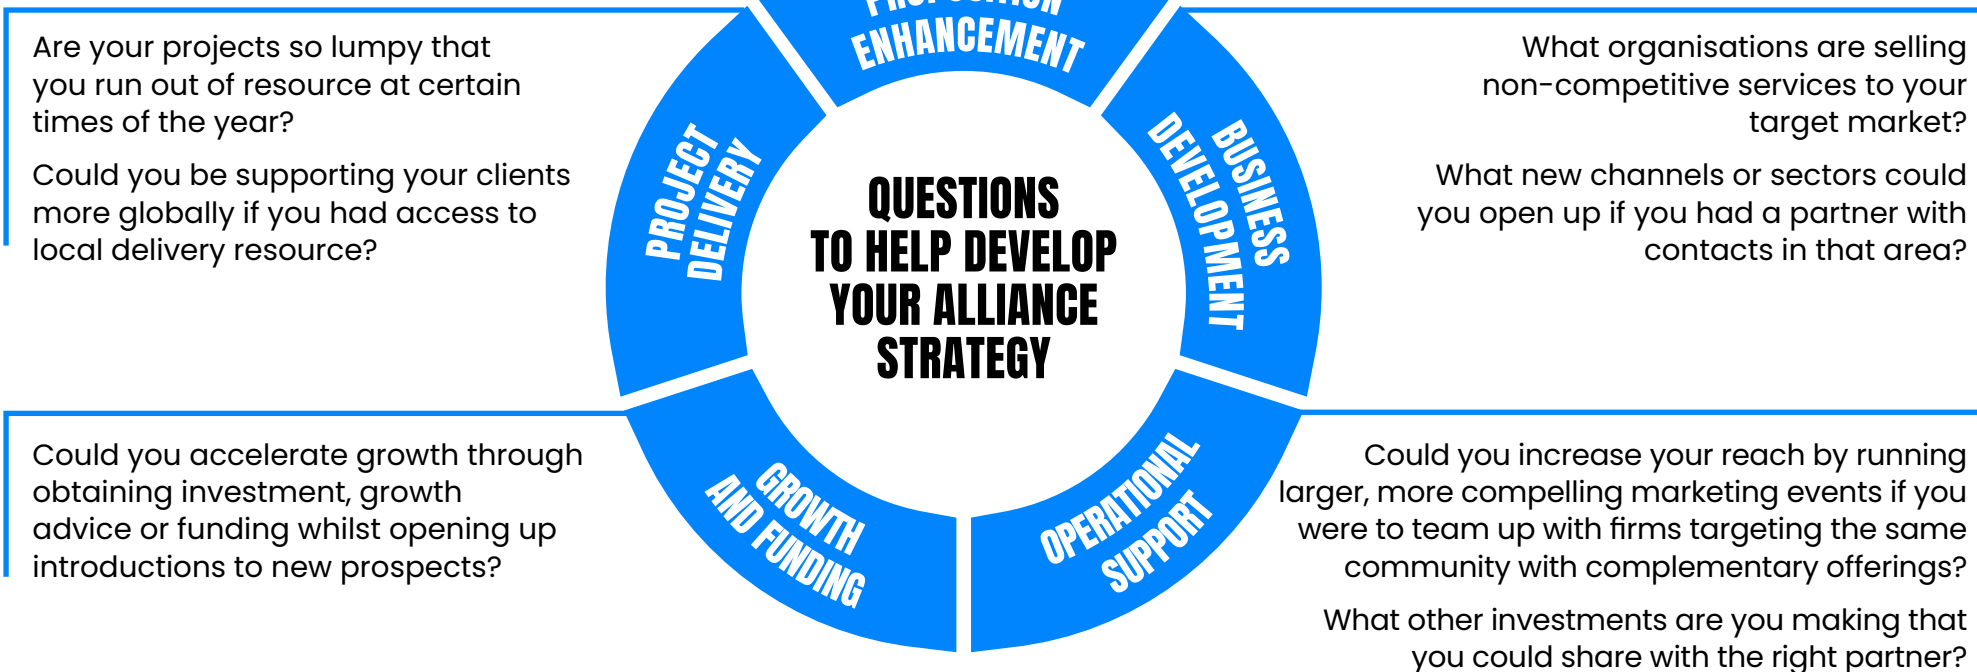 PROPOSITION
ENHANCEMENT
Are your projects so lumpy that
you run out of resource at certain
times of the year?
Could you be supporting your clients
more globally if you had access to
local delivery resource?
PROJECT
DELIVERY
QUESTIONS
TO HELP DEVELOP
YOUR ALLIANCE
STRATEGY
BUSINESS
DEVELOPMENT
What organisations are selling
non-competitive services to your
target market?
What new channels or sectors could
you open up if you had a partner with
contacts in that area?
Could you accelerate growth through
obtaining investment, growth
advice or funding whilst opening up
introductions to new prospects?
GROWTH
AND FUNDING
OPERATIONAL
SUPPORT
Could you increase your reach by running
larger, more compelling marketing events if you
were to team up with firms targeting the same
community with complementary offerings?
What other investments are you making that
you could share with the right partner?